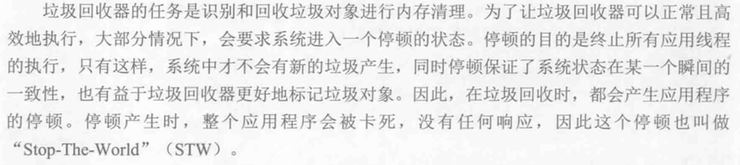 垃圾回收器的任务是识别和回收垃圾对象进行内存清理。为了让垃圾回收器可以正常且高
效地执行，大部分情况下，会要求系统进入一个停顿的状态。停顿的目的是终止所有应用线程
的执行，只有这样，系统中才不会有新的垃圾产生，同时停顿保证了系统状态在某一个瞬间的
一致性，也有益于垃圾回收器更好地标记垃圾对象。因此，在垃圾回收时，都会产生应用程序
的停顿。停顿产生时，整个应用程序会被卡死，没有任何响应，因此这个停顿也叫做
“Stop-The-World”（STW）。